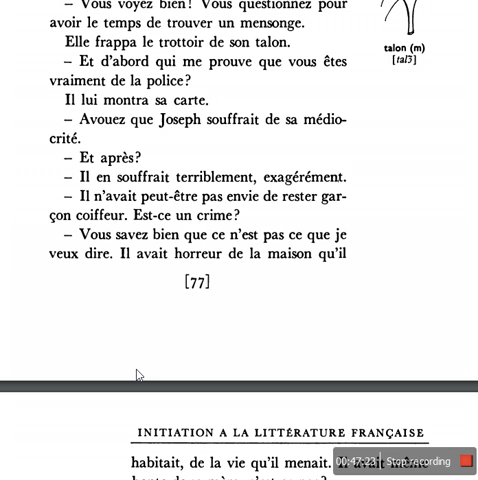 – Vous voyez bien! Vous questionnez pour
avoir le temps de trouver un mensonge.
Elle frappa le trottoir de son talon.
– Et d'abord qui me prouve que vous êtes
vraiment de la police?
Il lui montra sa carte.
– Avouez que Joseph souffrait de sa médio-
crité.
– Et après?
– Il en souffrait terriblement, exagérément.
– Il n'avait peut-être pas envie de rester gar-
çon coiffeur. Est-ce un crime?
– Vous savez bien que ce n'est pas ce que je
veux dire. Il avait horreur de la maison qu'il
talon (m)
[talɔ̃]
[77]
INITIATION A LA LITTÉRATURE FRANÇAISE
habitait, de la vie qu'il menait. Il avait même
00:47:23 Stop recording